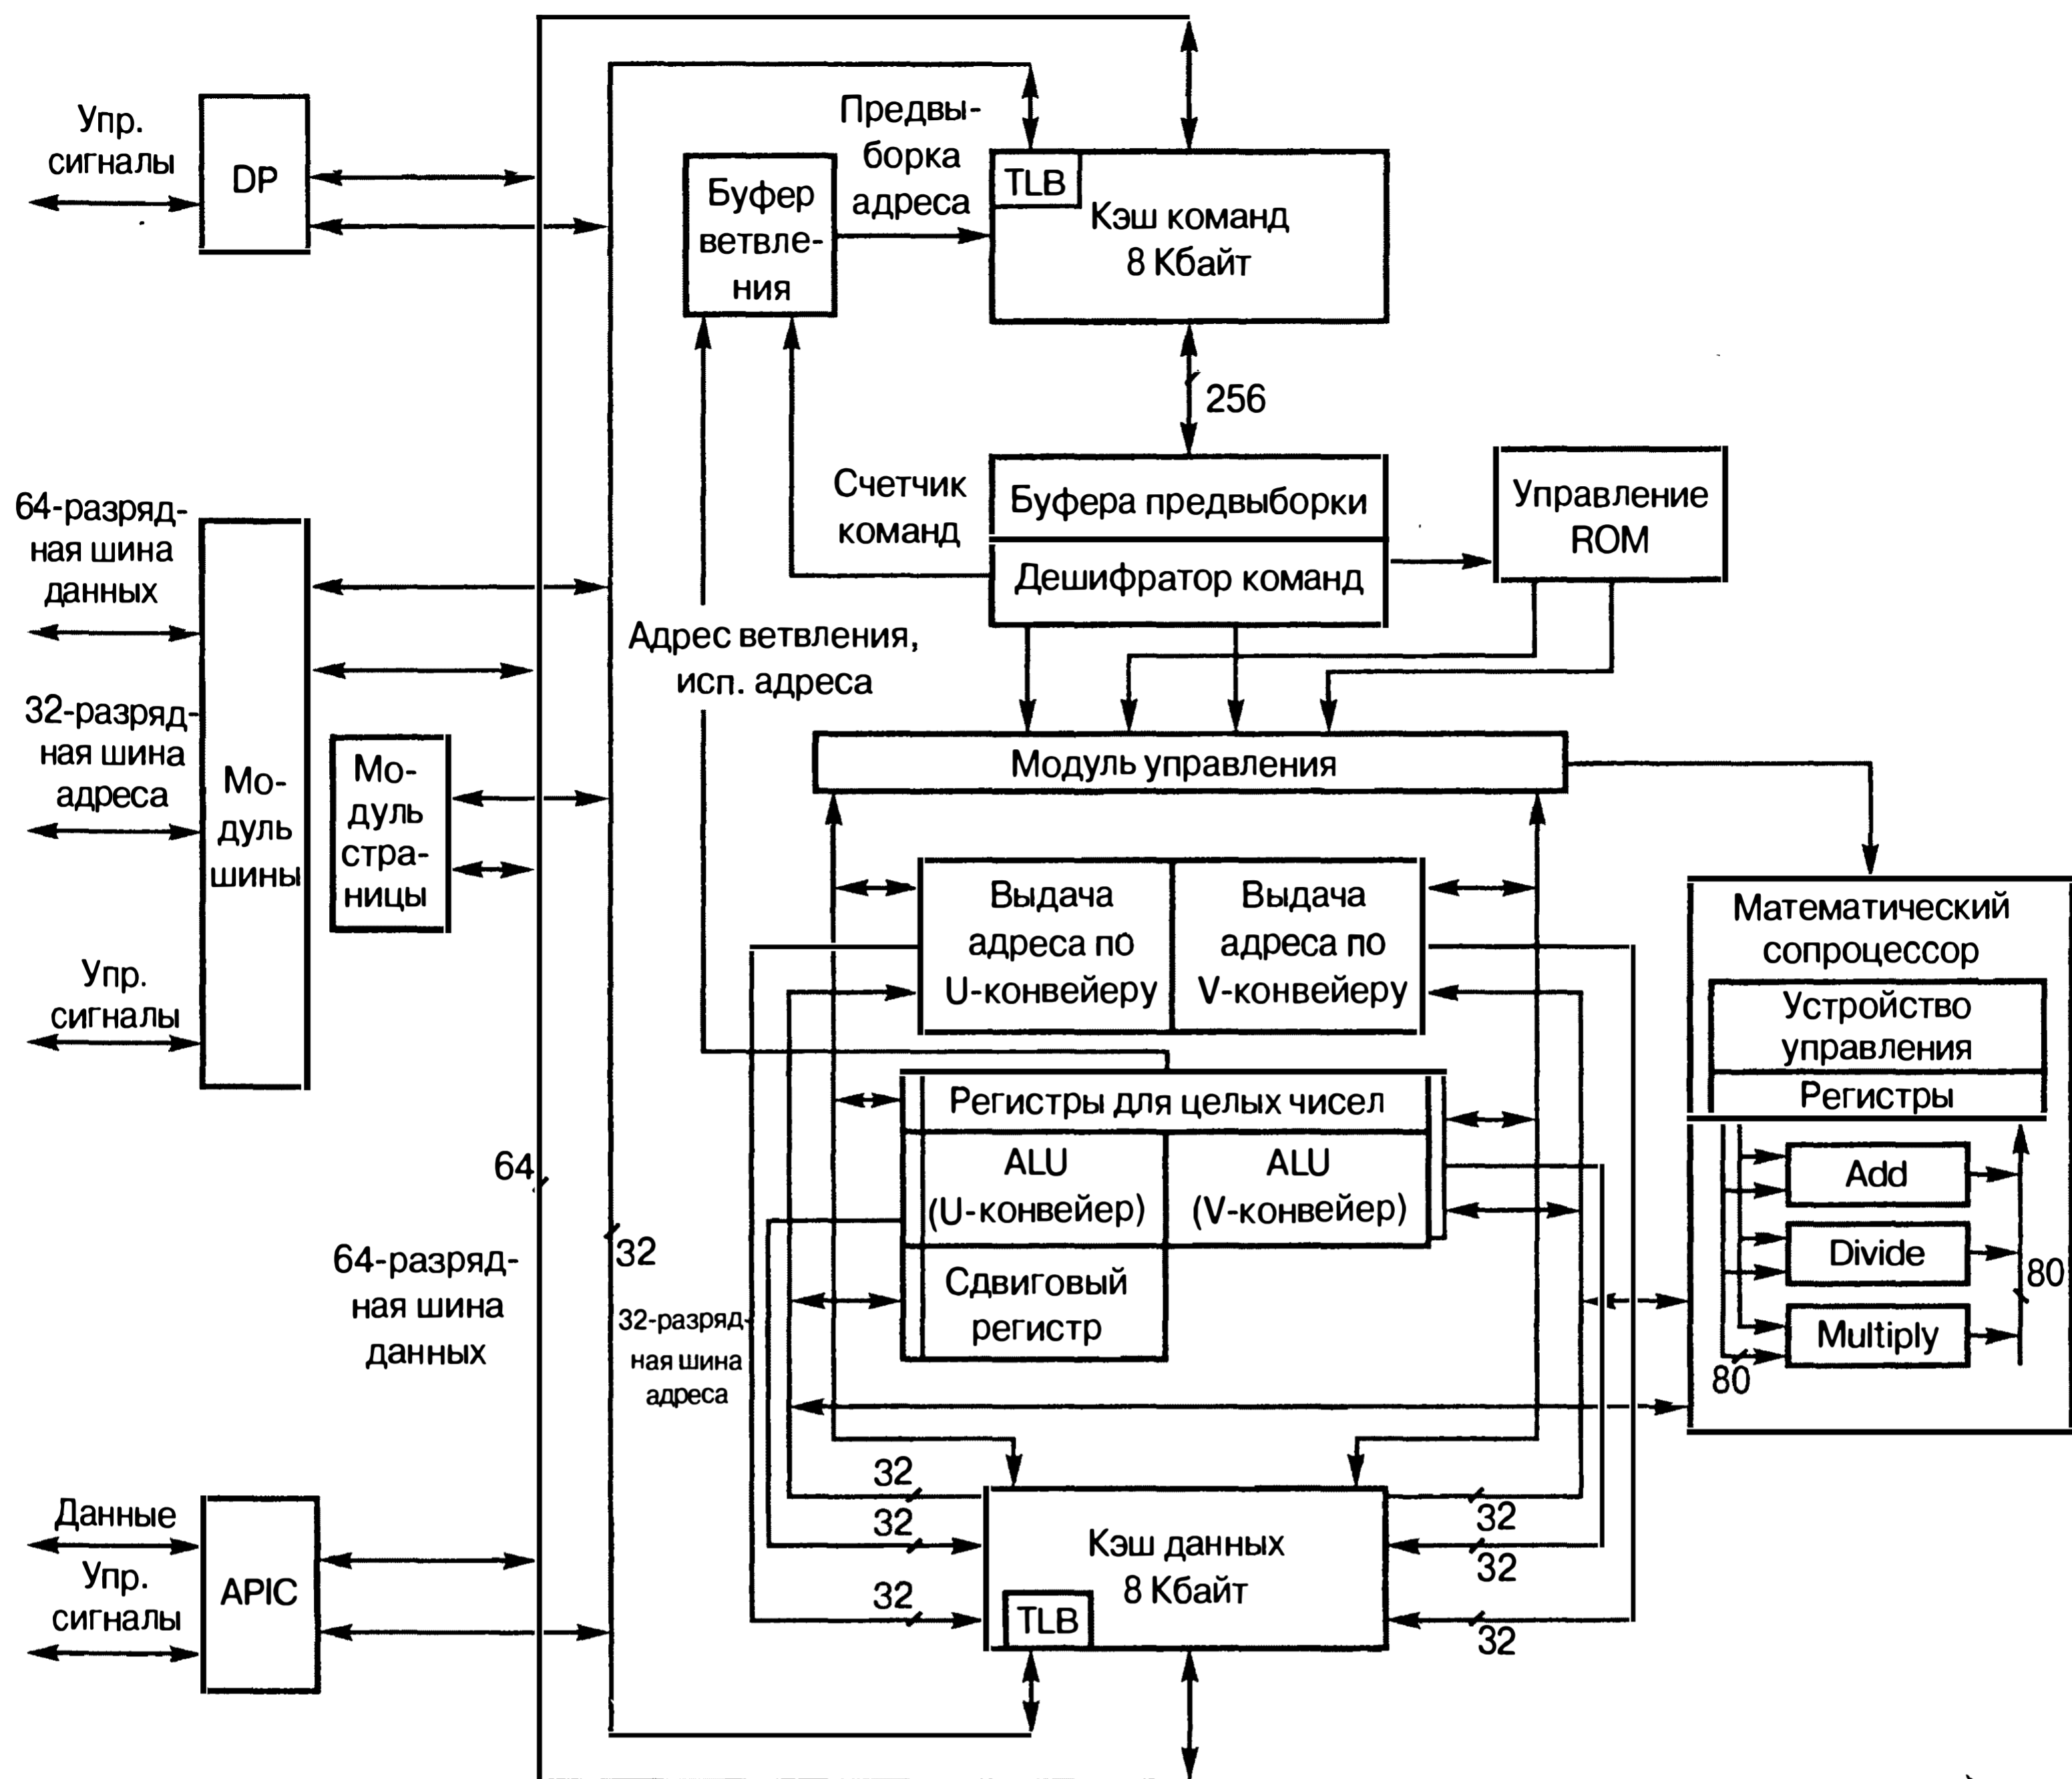 Упр.
сигналы
DP
Буфер
ветвле-
ния
Предвы-
борка
адреса
TLB
Кэш команд
8 Кбайт
256
Счетчик
команд
Буфера предвыборки
Дешифратор команд
Управление
ROM
64-разряд-
ная шина
данных
32-разряд-
ная шина
адреса
Упр.
сигналы
Мо-
дуль
шины
Мо-
дуль
стра-
ницы
Адрес ветвления,
исп. адреса
Модуль управления
Выдача
адреса по
U-конвейеру
Выдача
адреса по
V-конвейеру
Математический
сопроцессор
Устройство
управления
Регистры
Add
Divide
Multiply
80
80
Регистры для целых чисел
ALU
(U-конвейер)
ALU
(V-конвейер)
Сдвиговый
регистр
64
64-разряд-
ная шина
данных
32
32-разряд-
ная шина
адреса
32
32
32
32
32
32
Кэш данных
8 Кбайт
TLB
Данные
Упр.
сигналы
APIC